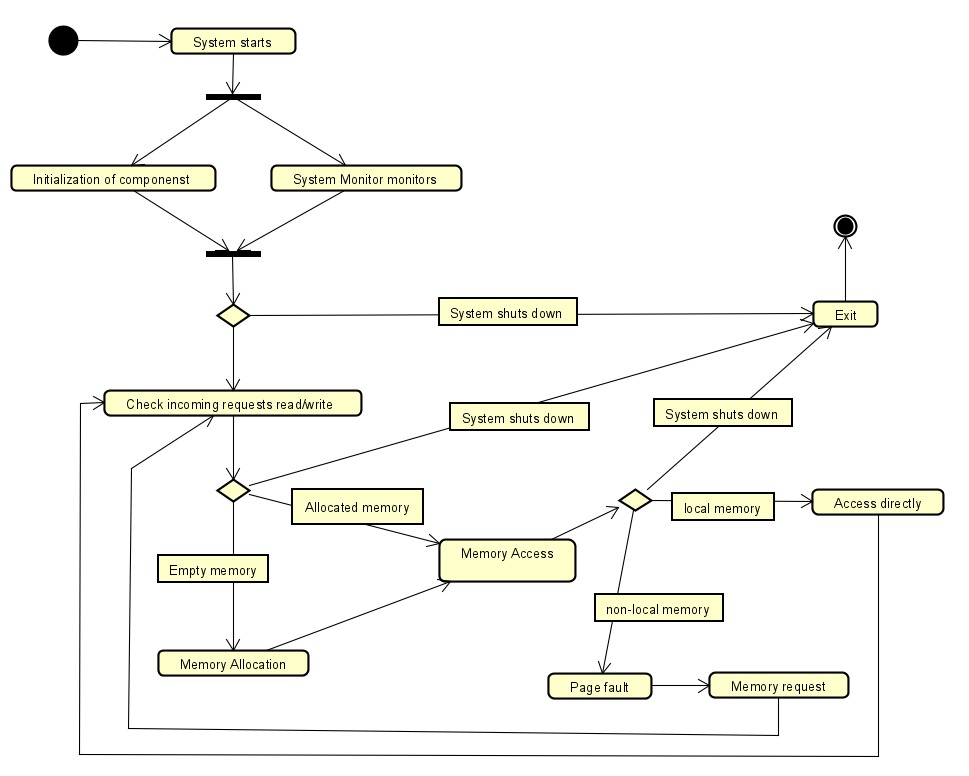 System starts
Initialization of componenst
System Monitor monitors
System shuts down
Exit
Check incoming requests read/write
System shuts down
System shuts down
Allocated memory
local memory
Access directly
Memory Access
Empty memory
non-local memory
Memory Allocation
Page fault
Memory request